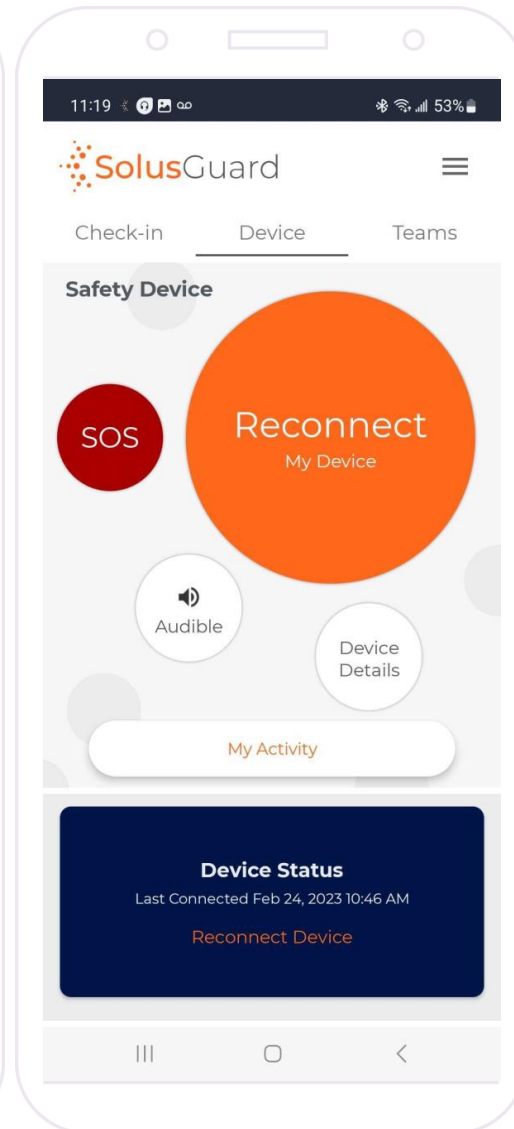 11:19
53%
SolusGuard
Check-in Device Teams
Safety Device
SOS
Reconnect
My Device
Audible
Device
Details
My Activity
Device Status
Last Connected Feb 24, 2023 10:46 AM
Reconnect Device